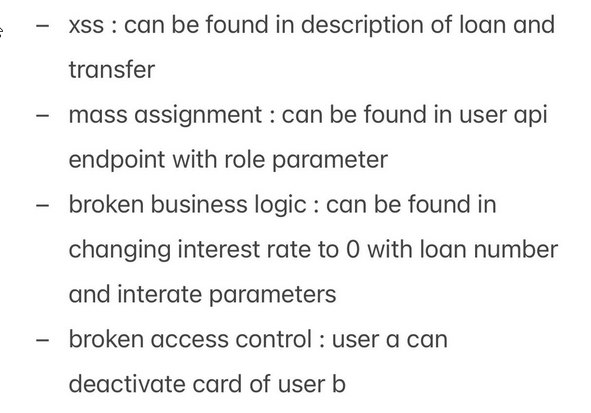 – xss : can be found in description of loan and
transfer
– mass assignment : can be found in user api
endpoint with role parameter
– broken business logic : can be found in
changing interest rate to 0 with loan number
and interate parameters
– broken access control : user a can
deactivate card of user b